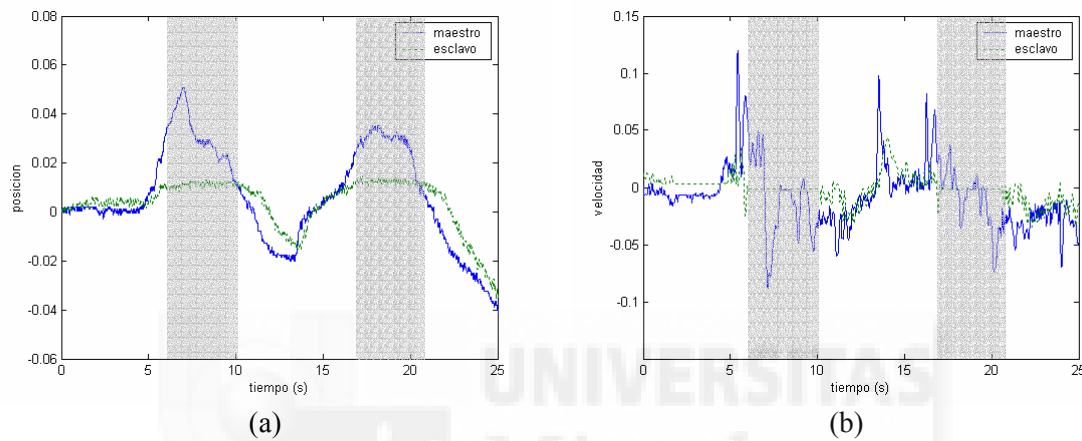 0.08
0.06
0.04
0.02
0
-0.02
-0.04
-0.06
posicion
0 5 10 15 20 25
tiempo (s)
maestro
esclavo
(a)
0.15
0.1
0.05
0
-0.05
-0.1
velocidad
0 5 10 15 20 25
tiempo (s)
maestro
esclavo
(b)
UNIVERSITAS